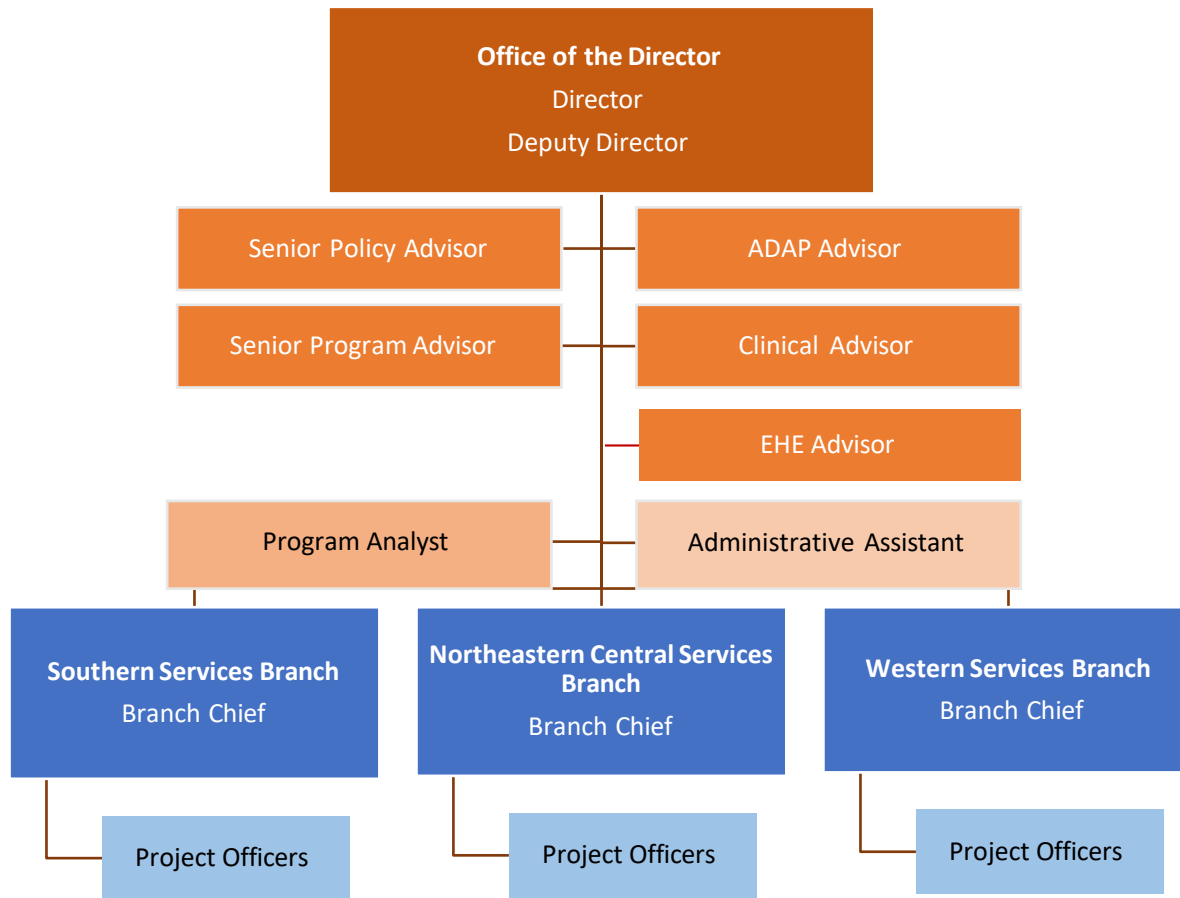 Office of the Director
Director
Deputy Director
Senior Policy Advisor
ADAP Advisor
Senior Program Advisor
Clinical Advisor
EHE Advisor
Program Analyst
Administrative Assistant
Southern Services Branch
Branch Chief
Northeastern Central Services
Branch
Branch Chief
Western Services Branch
Branch Chief
Project Officers
Project Officers
Project Officers